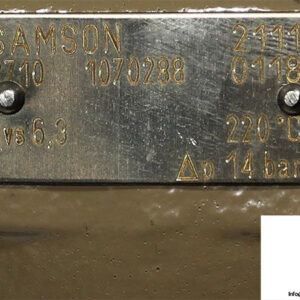 SAMSON 2111
710 1070288 0118
vs 6,3 220°C
Δp 14 bar